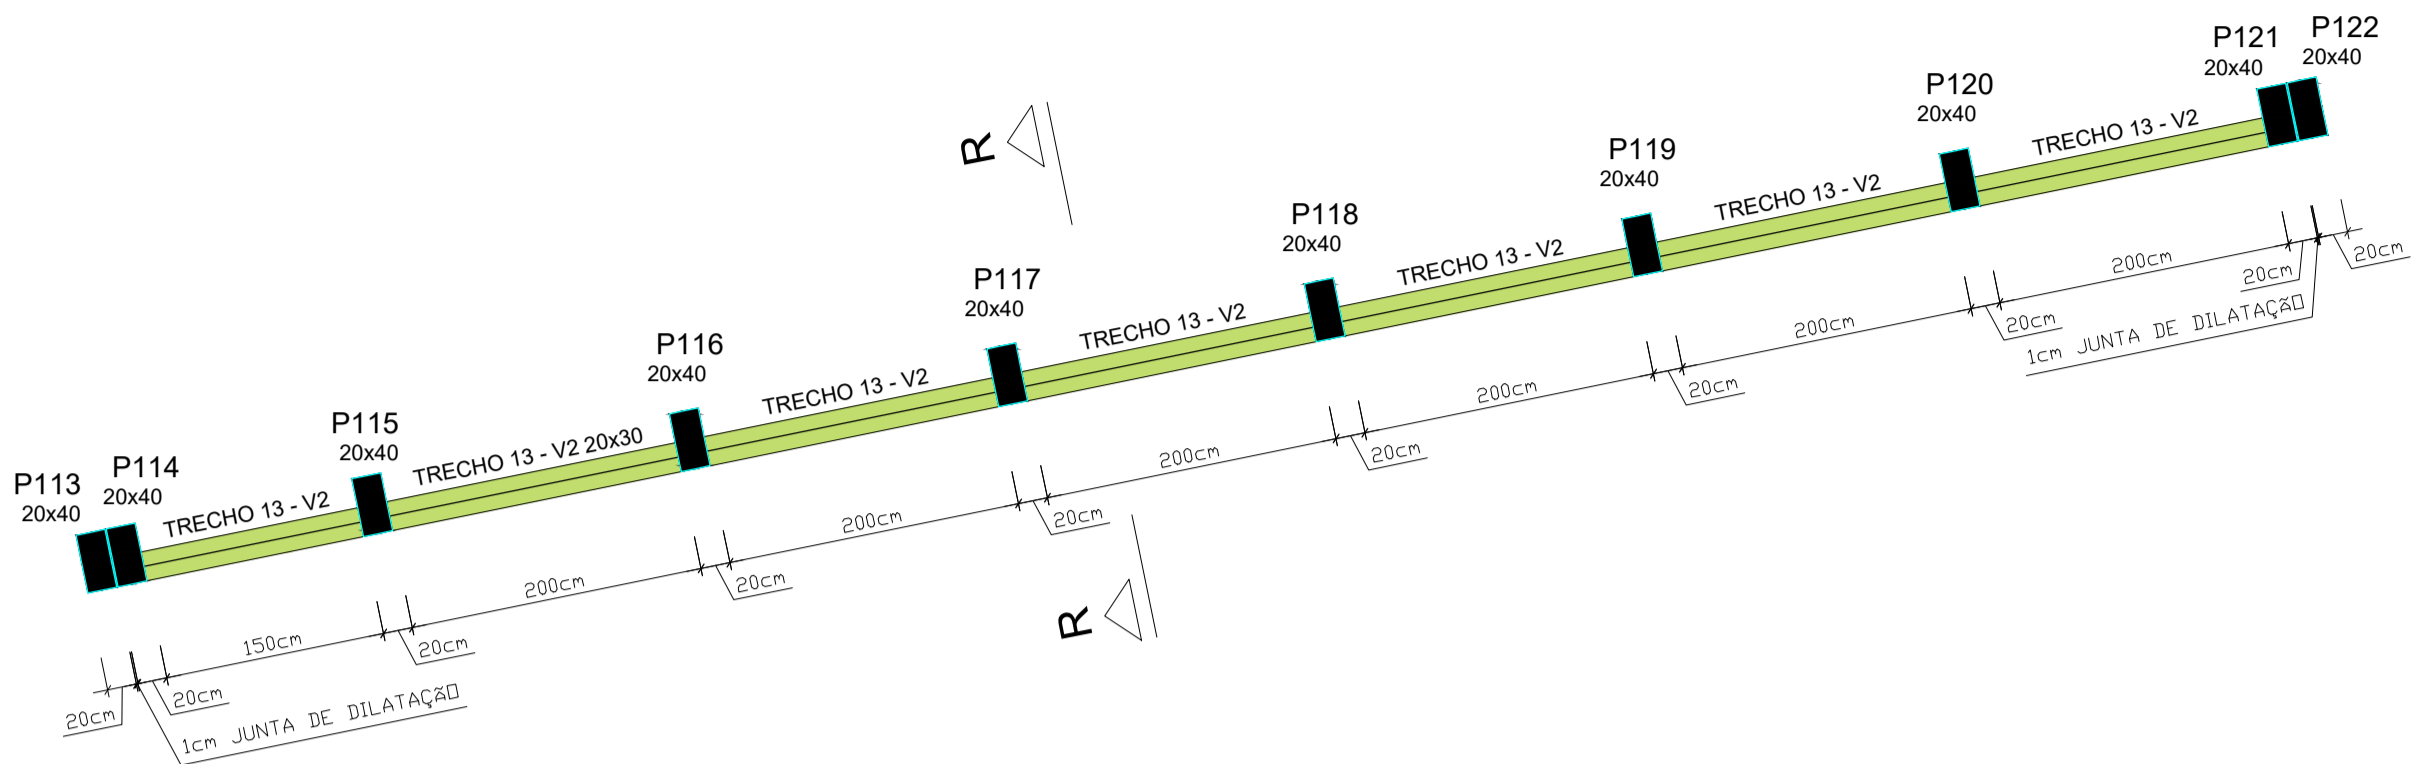 P113
20x40
P114
20x40
TRECHO 13 - V2
P115
20x40
TRECHO 13 - V2 20x30
P116
20x40
TRECHO 13 - V2
P117
20x40
TRECHO 13 - V2
P118
20x40
TRECHO 13 - V2
P119
20x40
TRECHO 13 - V2
P120
20x40
TRECHO 13 - V2
P121
20x40
P122
20x40
R
R
20cm
1cm JUNTA DE DILATAÇÃO
20cm
150cm
20cm
200cm
20cm
200cm
20cm
200cm
20cm
200cm
20cm
200cm
20cm
200cm
20cm
1cm JUNTA DE DILATAÇÃO
20cm